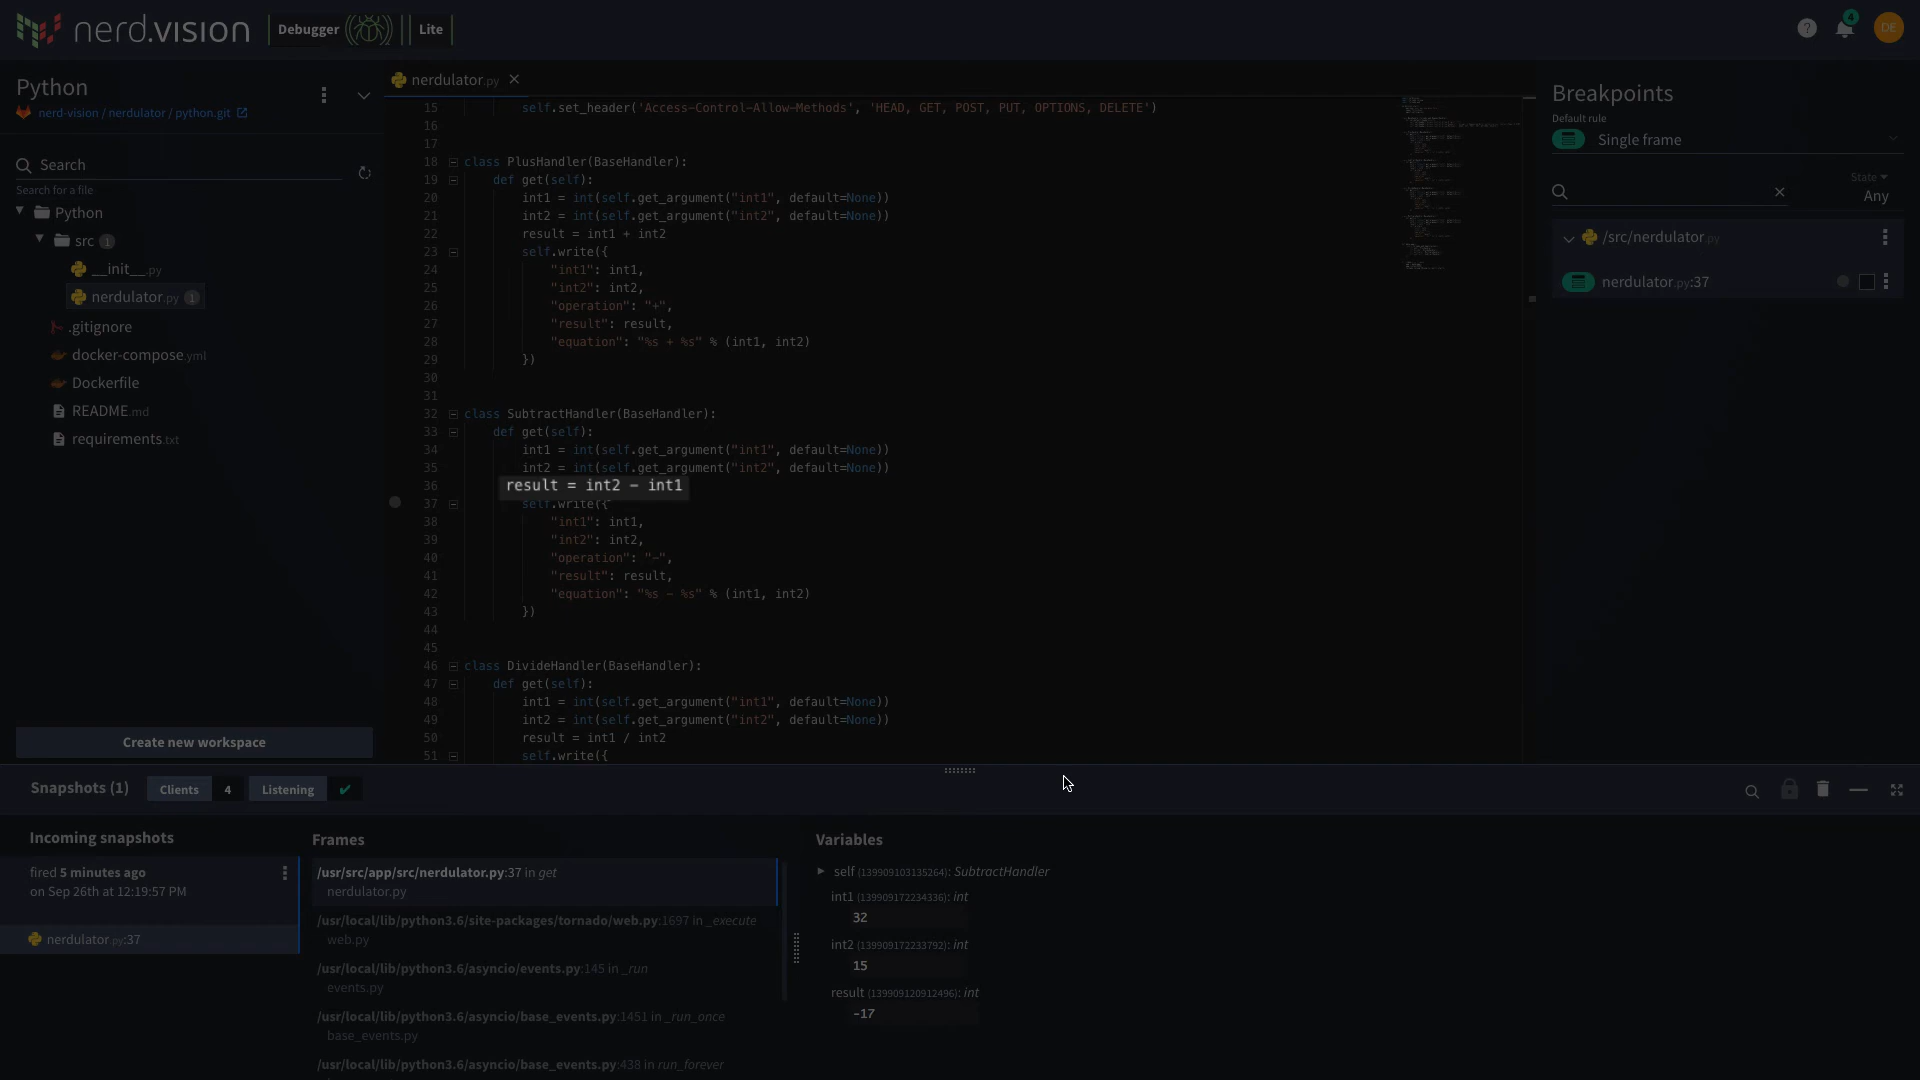 nerd.vision
Debugger
Lite
4
DE
Python
nerd-vision / nerdulator / python.git
Search
Search for a file
Python
src 1
__init__.py
nerdulator.py 1
.gitignore
docker-compose.yml
Dockerfile
README.md
requirements.txt
Create new workspace
nerdulator.py
15 self.set_header('Access-Control-Allow-Methods', 'HEAD, GET, POST, PUT, OPTIONS, DELETE')
16
17
18 class PlusHandler(BaseHandler):
19 def get(self):
20 int1 = int(self.get_argument("int1", default=None))
21 int2 = int(self.get_argument("int2", default=None))
22 result = int1 + int2
23 self.write({
24 "int1": int1,
25 "int2": int2,
26 "operation": "+",
27 "result": result,
28 "equation": "%s + %s" % (int1, int2)
29 })
30
31
32 class SubtractHandler(BaseHandler):
33 def get(self):
34 int1 = int(self.get_argument("int1", default=None))
35 int2 = int(self.get_argument("int2", default=None))
36 result = int2 - int1
37 self.write({
38 "int1": int1,
39 "int2": int2,
40 "operation": "-",
41 "result": result,
42 "equation": "%s - %s" % (int1, int2)
43 })
44
45
46 class DivideHandler(BaseHandler):
47 def get(self):
48 int1 = int(self.get_argument("int1", default=None))
49 int2 = int(self.get_argument("int2", default=None))
50 result = int1 / int2
51 self.write({
Breakpoints
Default rule
Single frame
State
Any
/src/nerdulator.py
nerdulator.py:37
Snapshots (1)
Clients 4
Listening
Incoming snapshots
fired 5 minutes ago
on Sep 26th at 12:19:57 PM
nerdulator.py:37
Frames
/usr/src/app/src/nerdulator.py:37 in get
nerdulator.py
/usr/local/lib/python3.6/site-packages/tornado/web.py:1697 in _execute
web.py
/usr/local/lib/python3.6/asyncio/events.py:145 in _run
events.py
/usr/local/lib/python3.6/asyncio/base_events.py:1451 in _run_once
base_events.py
/usr/local/lib/python3.6/asyncio/base_events.py:438 in run_forever
Variables
self (139909103135264): SubtractHandler
int1 (139909172234336): int
32
int2 (139909172233792): int
15
result (139909120912496): int
-17